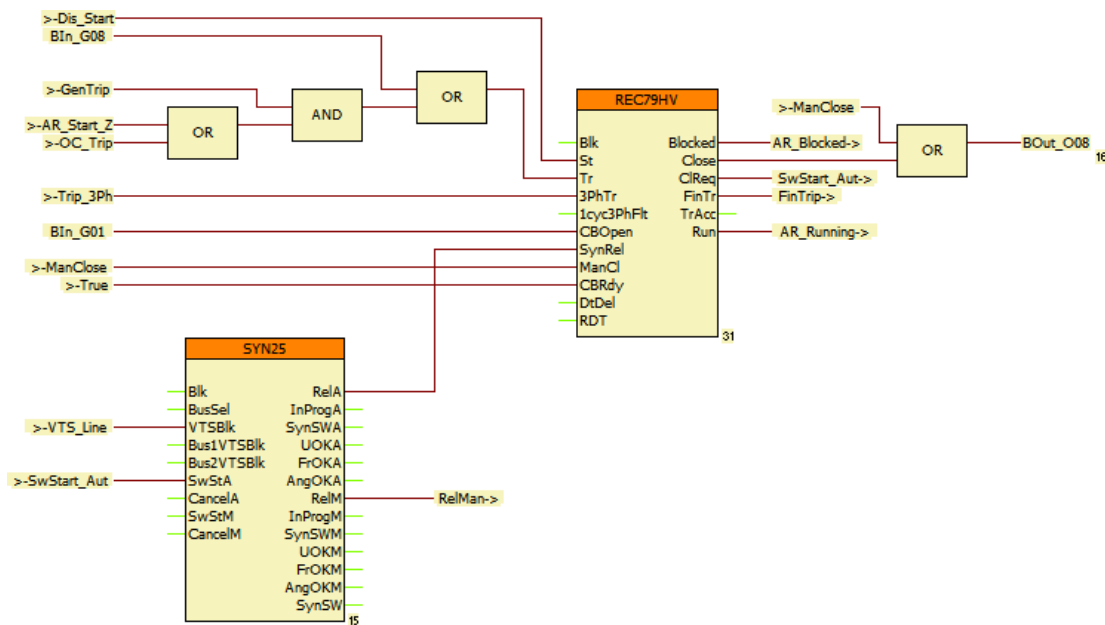 >-Dis_Start
BIn_G08
>-GenTrip
>-AR_Start_Z
>-OC_Trip
OR
AND
OR
>-Trip_3Ph
BIn_G01
>-ManClose
>-True
REC79HV
Blk
St
Tr
3PhTr
1cyc3PhFlt
CBOpen
SynRel
ManCl
CBRdy
DtDel
RDT
Blocked
Close
ClReq
FinTr
TrAcc
Run
31
>-ManClose
AR_Blocked->
SwStart_Aut->
FinTrip->
AR_Running->
OR
BOut_O08
16
SYN25
>-VTS_Line
>-SwStart_Aut
Blk
BusSel
VTSBlk
Bus1VTSBlk
Bus2VTSBlk
SwStA
CancelA
SwStM
CancelM
RelA
InProgA
SynSWA
UOKA
FrOKA
AngOKA
RelM
InProgM
SynSWM
UOKM
FrOKM
AngOKM
SynSW
15
RelMan->